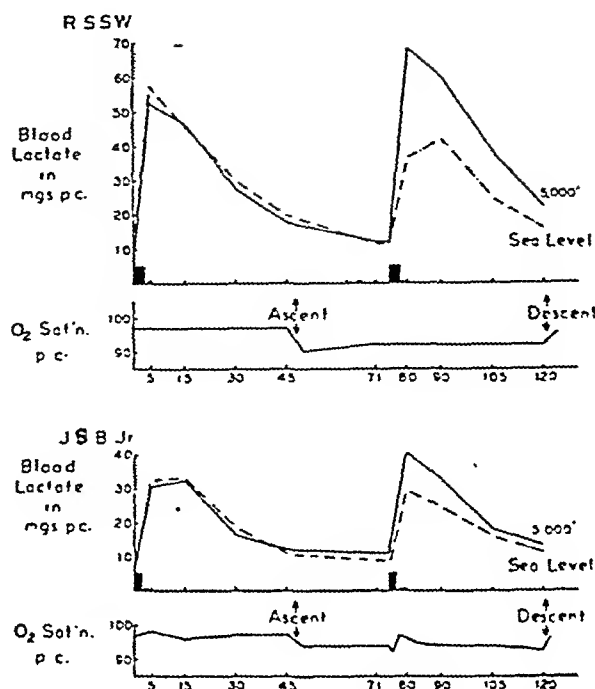 RSSW
70
60
50
40
30
20
10
Blood
Lactate
in
mgs p.c.
5,000'
Sea Level
Ascent
Descent
O₂ Sat'n.
p.c.
100
90
5 15 30 45 71 80 90 105 120
JSB Jr
Blood
Lactate
in
mgs p.c.
40
30
20
10
5,000'
Sea Level
Ascent
Descent
O₂ Sat'n.
p.c.
100
90
5 15 30 45 71 80 90 105 120